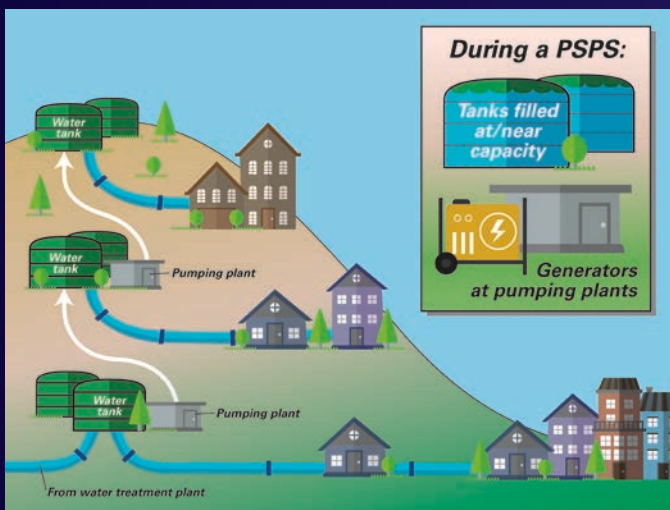 During a PSPS:
Tanks filled
at/near
capacity
Generators
at pumping plants
Water
tank
Water
tank
Pumping plant
Water
tank
Pumping plant
From water treatment plant